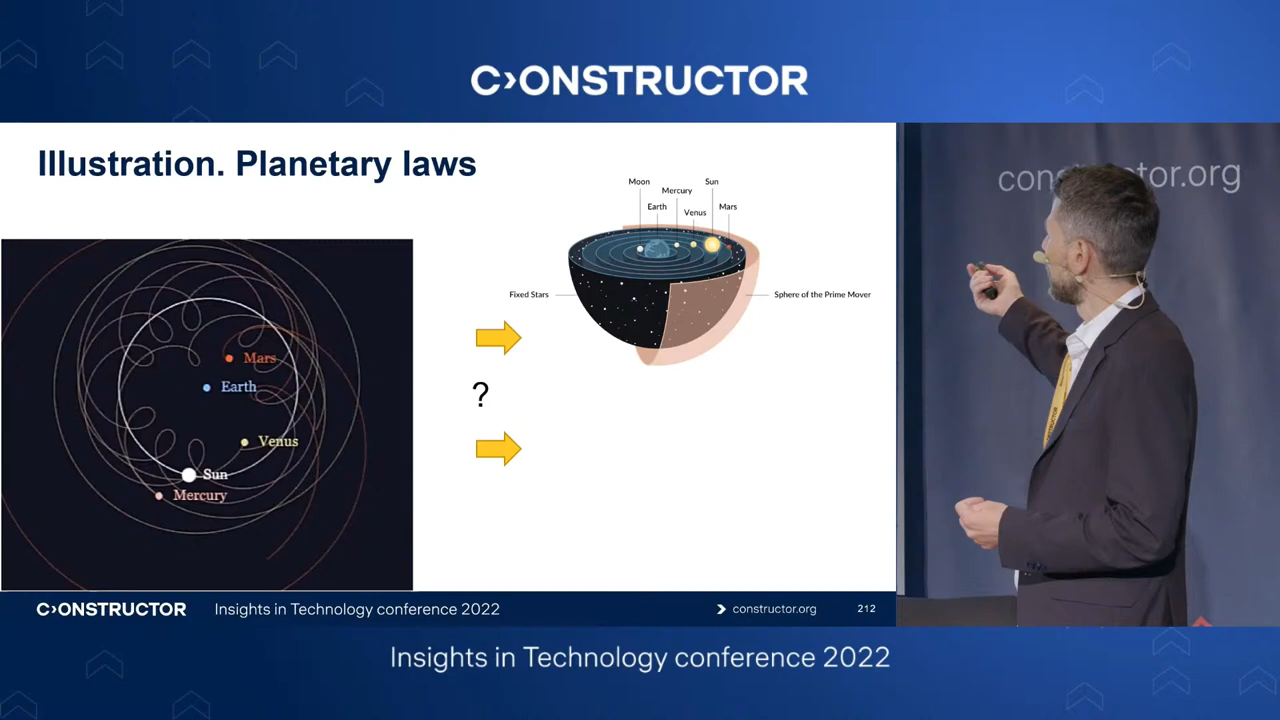 C›ONSTRUCTOR
Illustration. Planetary laws
Moon
Mercury
Sun
Earth
Venus
Mars
Fixed Stars
Sphere of the Prime Mover
Mars
Earth
Venus
Sun
Mercury
?
C›ONSTRUCTOR
Insights in Technology conference 2022
constructor.org
212
constructor.org
Insights in Technology conference 2022